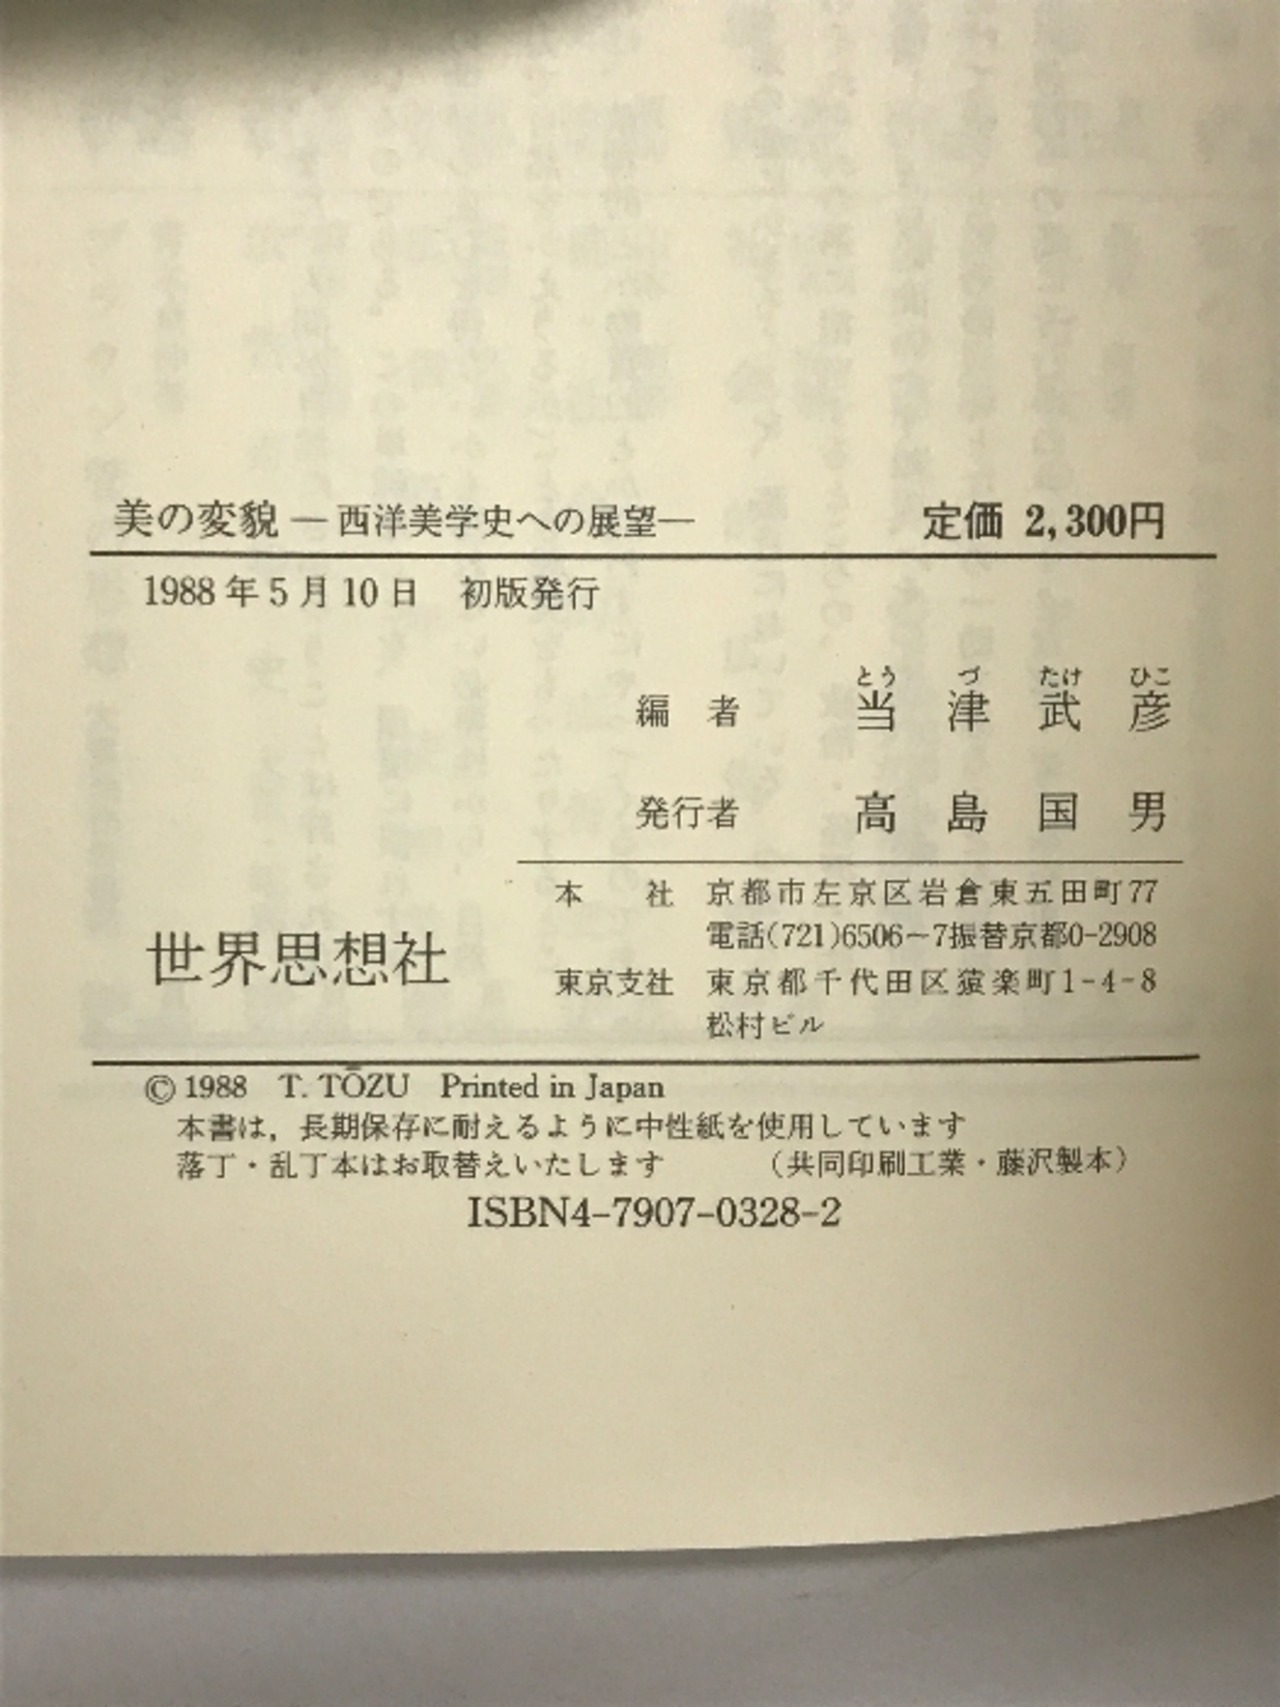 美の変貌 ― 西洋美学史への展望― 定価 2,300円
1988年5月10日 初版発行
とう づ たけ ひこ
編 者 当 津 武 彦
発行者 髙 島 国 男
世界思想社
本 社 京都市左京区岩倉東五田町77
電話(721)6506~7振替京都0-2908
東京支社 東京都千代田区猿楽町1-4-8
松村ビル
© 1988 T. TŌZU Printed in Japan
本書は，長期保存に耐えるように中性紙を使用しています
落丁・乱丁本はお取替えいたします （共同印刷工業・藤沢製本）
ISBN4-7907-0328-2